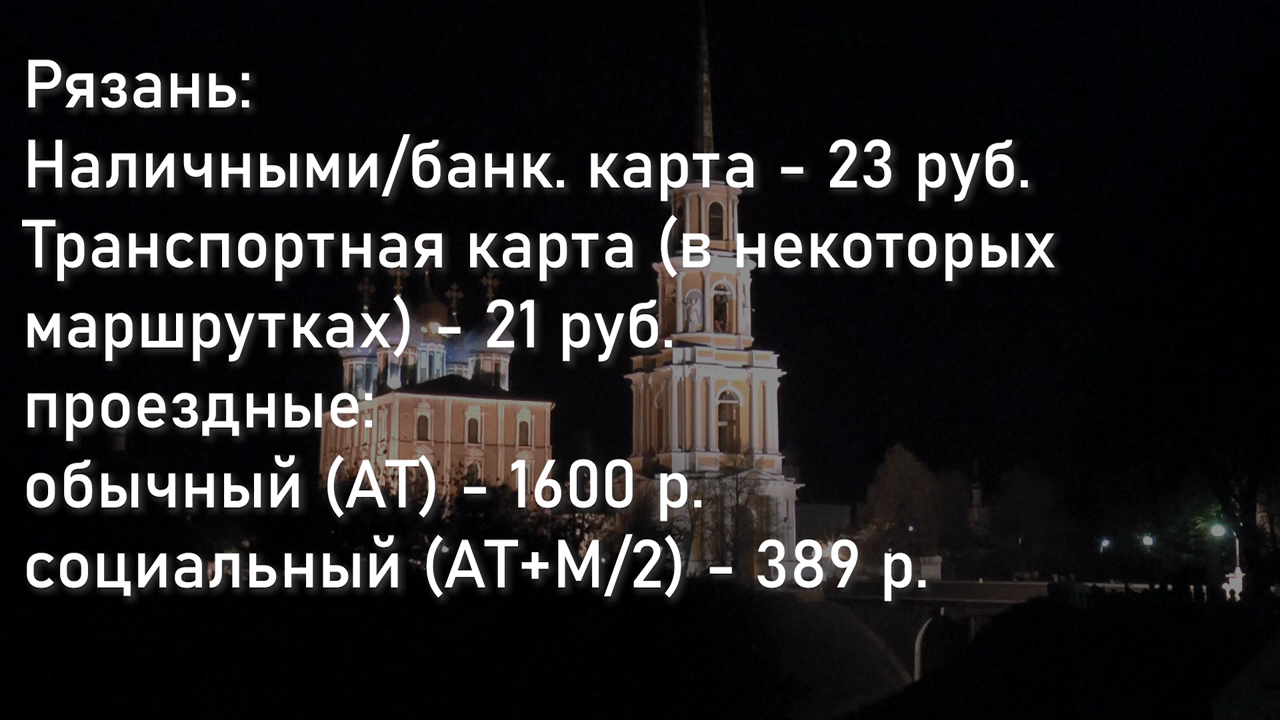 Рязань:
Наличными/банк. карта - 23 руб.
Транспортная карта (в некоторых
маршрутках) - 21 руб.
проездные:
обычный (АТ) - 1600 р.
социальный (АТ+М/2) - 389 р.